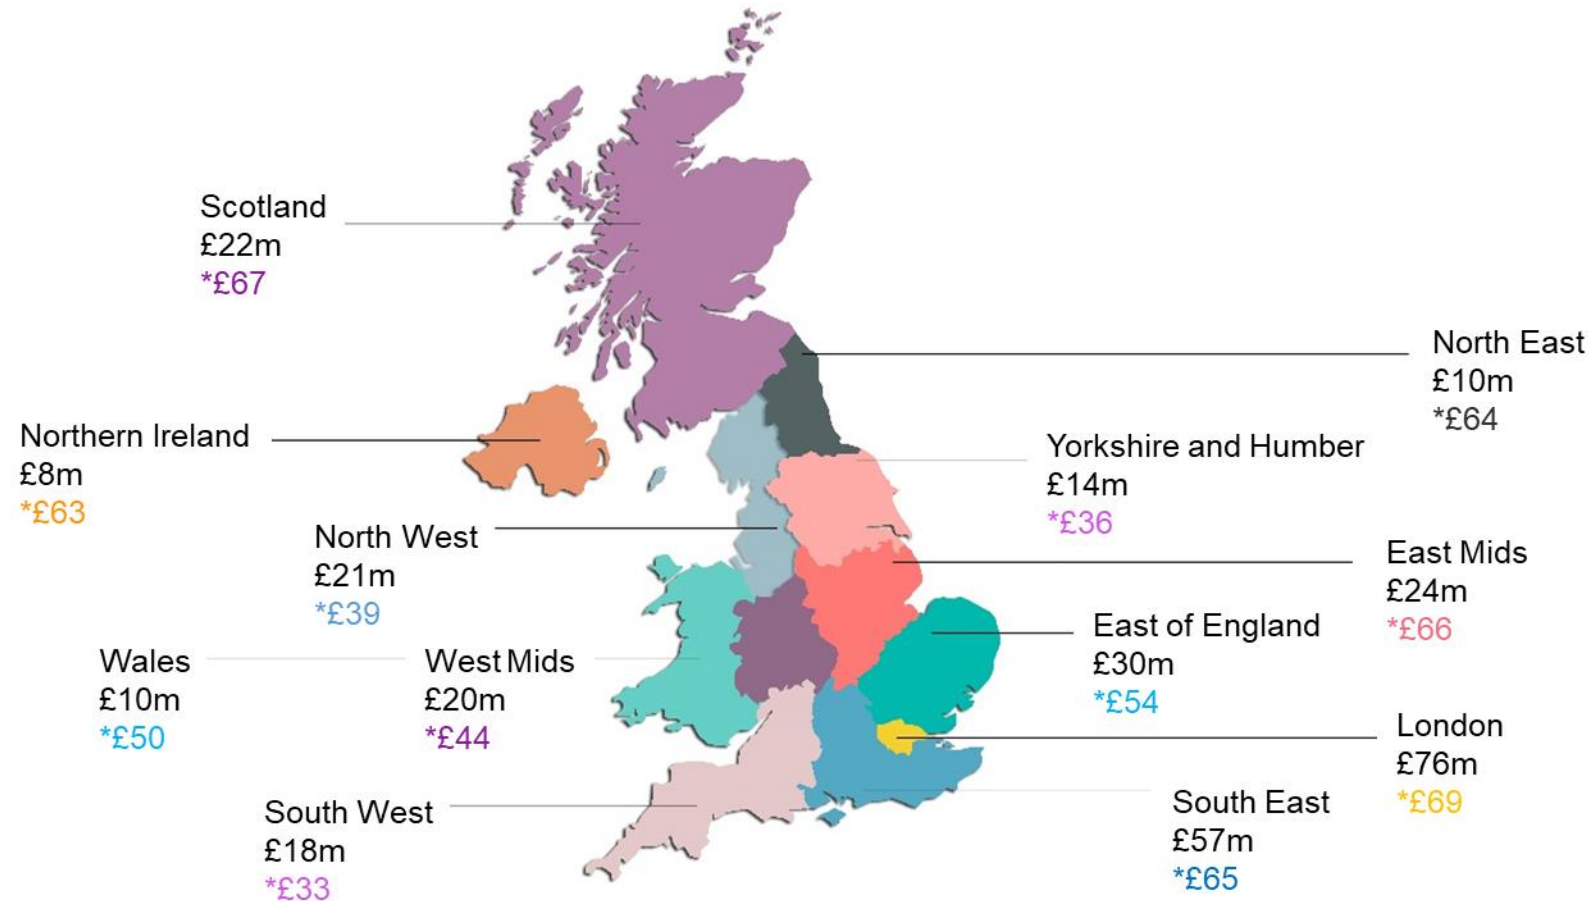 Scotland
£22m
*£67
North East
£10m
*£64
Northern Ireland
£8m
*£63
Yorkshire and Humber
£14m
*£36
North West
£21m
*£39
East Mids
£24m
*£66
East of England
£30m
*£54
Wales
£10m
*£50
West Mids
£20m
*£44
London
£76m
*£69
South West
£18m
*£33
South East
£57m
*£65